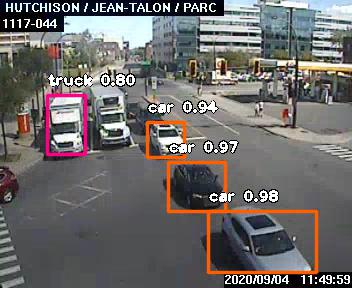 HUTCHISON / JEAN-TALON / PARC
1117-044
truck 0.80
car 0.94
car 0.97
car 0.98
2020/09/04 11:49:59